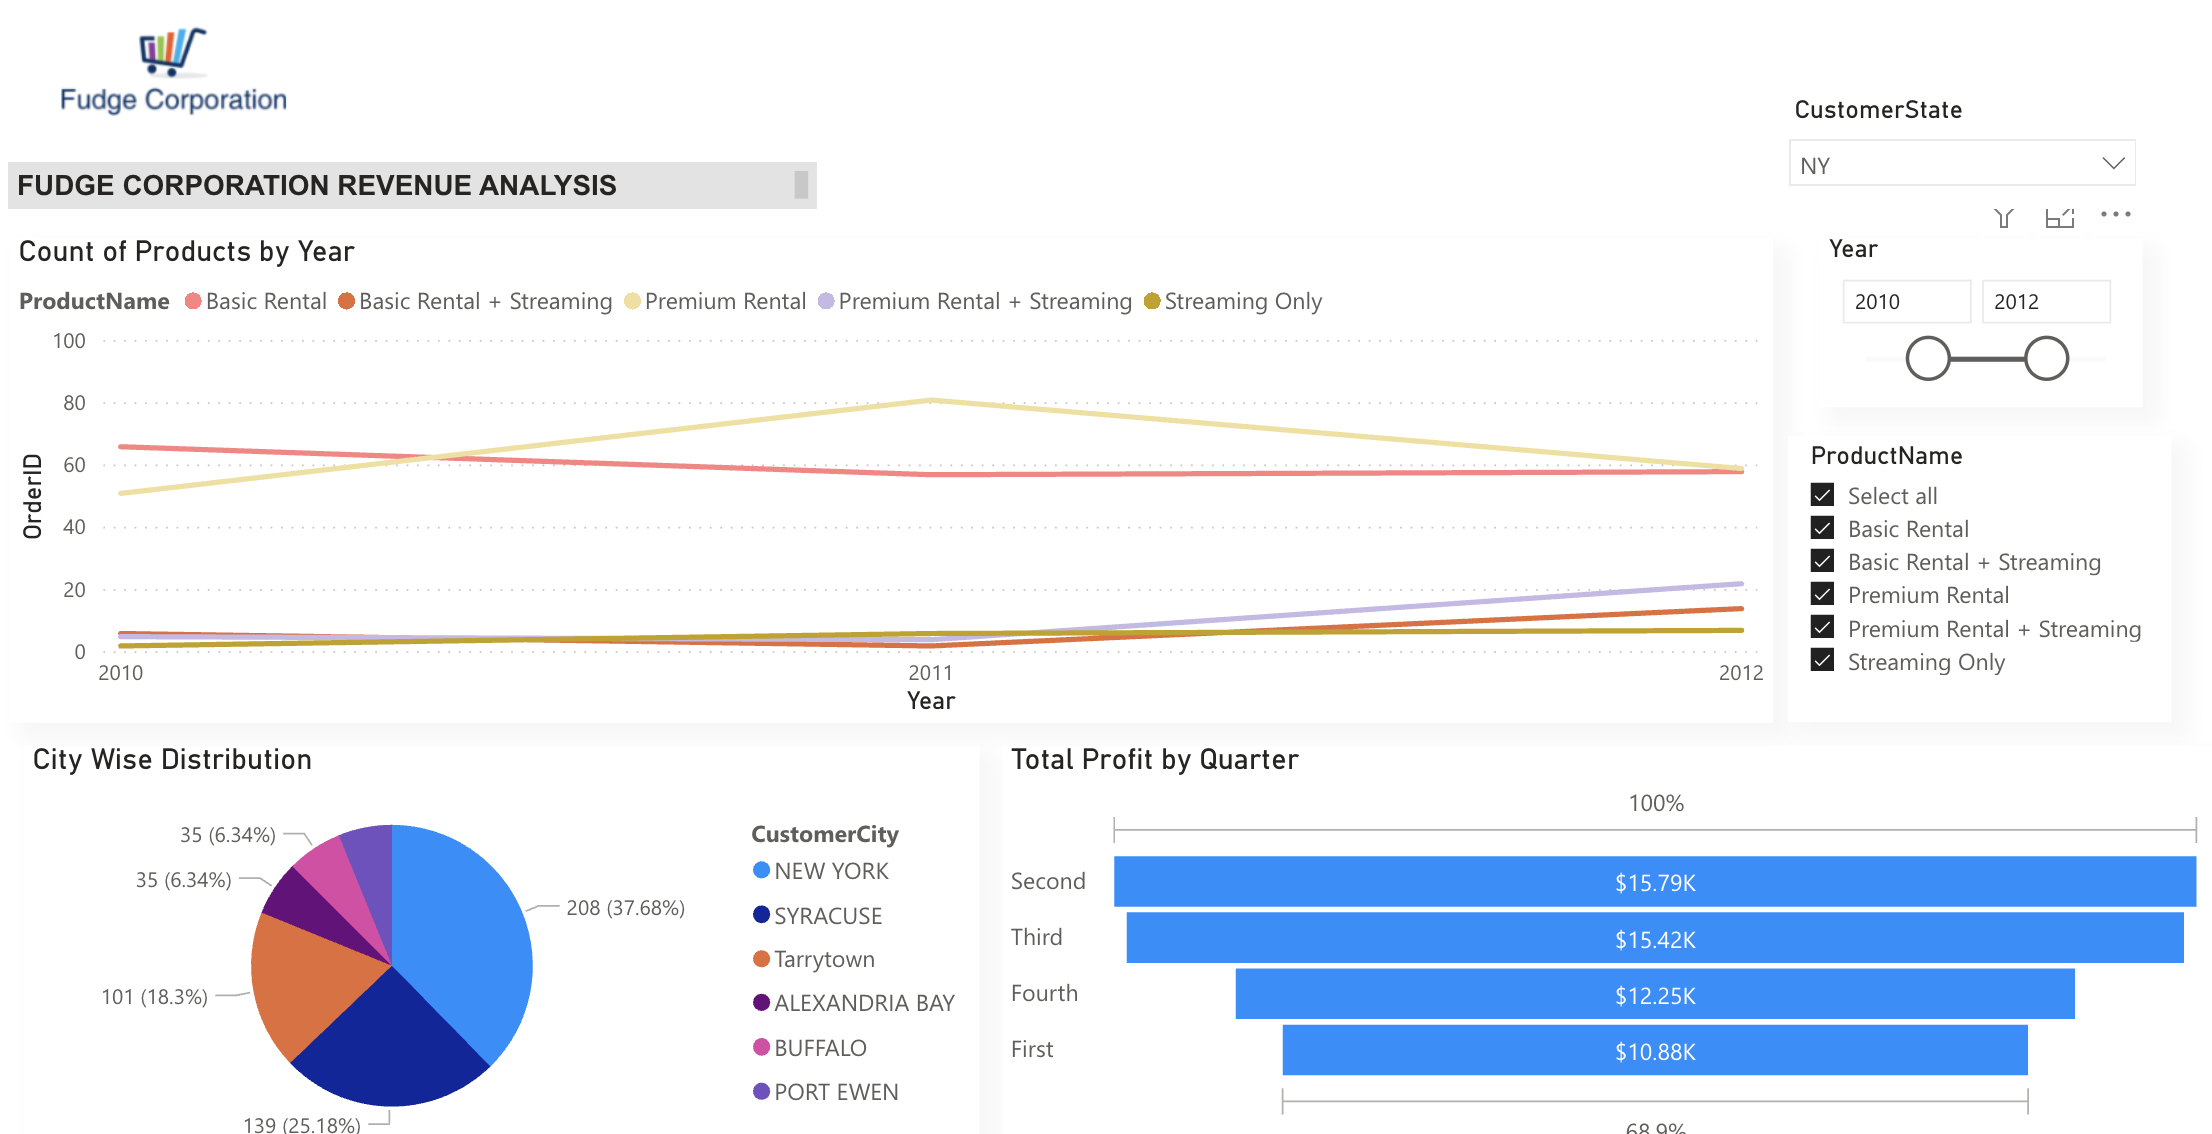 Fudge Corporation
CustomerState
NY
FUDGE CORPORATION REVENUE ANALYSIS
Count of Products by Year
ProductName Basic Rental Basic Rental + Streaming Premium Rental Premium Rental + Streaming Streaming Only
100
80
60
40
20
0
OrderID
2010 2011 2012
Year
Year
2010 2012
ProductName
Select all
Basic Rental
Basic Rental + Streaming
Premium Rental
Premium Rental + Streaming
Streaming Only
City Wise Distribution
35 (6.34%)
35 (6.34%)
208 (37.68%)
101 (18.3%)
139 (25.18%)
CustomerCity
NEW YORK
SYRACUSE
Tarrytown
ALEXANDRIA BAY
BUFFALO
PORT EWEN
Total Profit by Quarter
100%
Second $15.79K
Third $15.42K
Fourth $12.25K
First $10.88K
68.9%